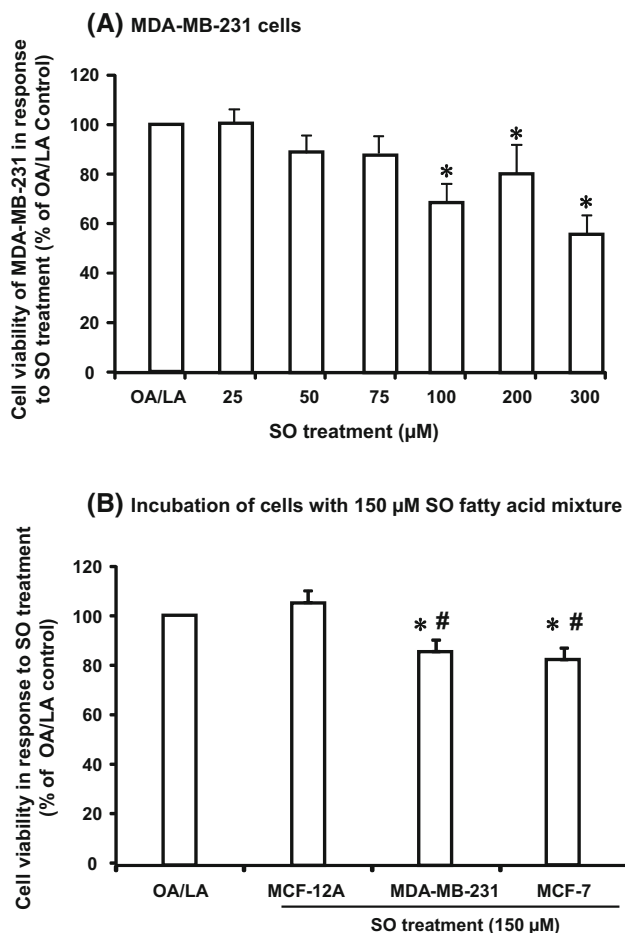 (A) MDA-MB-231 cells
Cell viability of MDA-MB-231 in response
to SO treatment (% of OA/LA Control)
120
100
80
60
40
20
0
* * *
OA/LA 25 50 75 100 200 300
SO treatment (µM)
(B) Incubation of cells with 150 µM SO fatty acid mixture
Cell viability in response to SO treatment
(% of OA/LA control)
120
100
80
60
40
20
0
* # * #
OA/LA MCF-12A MDA-MB-231 MCF-7
SO treatment (150 µM)